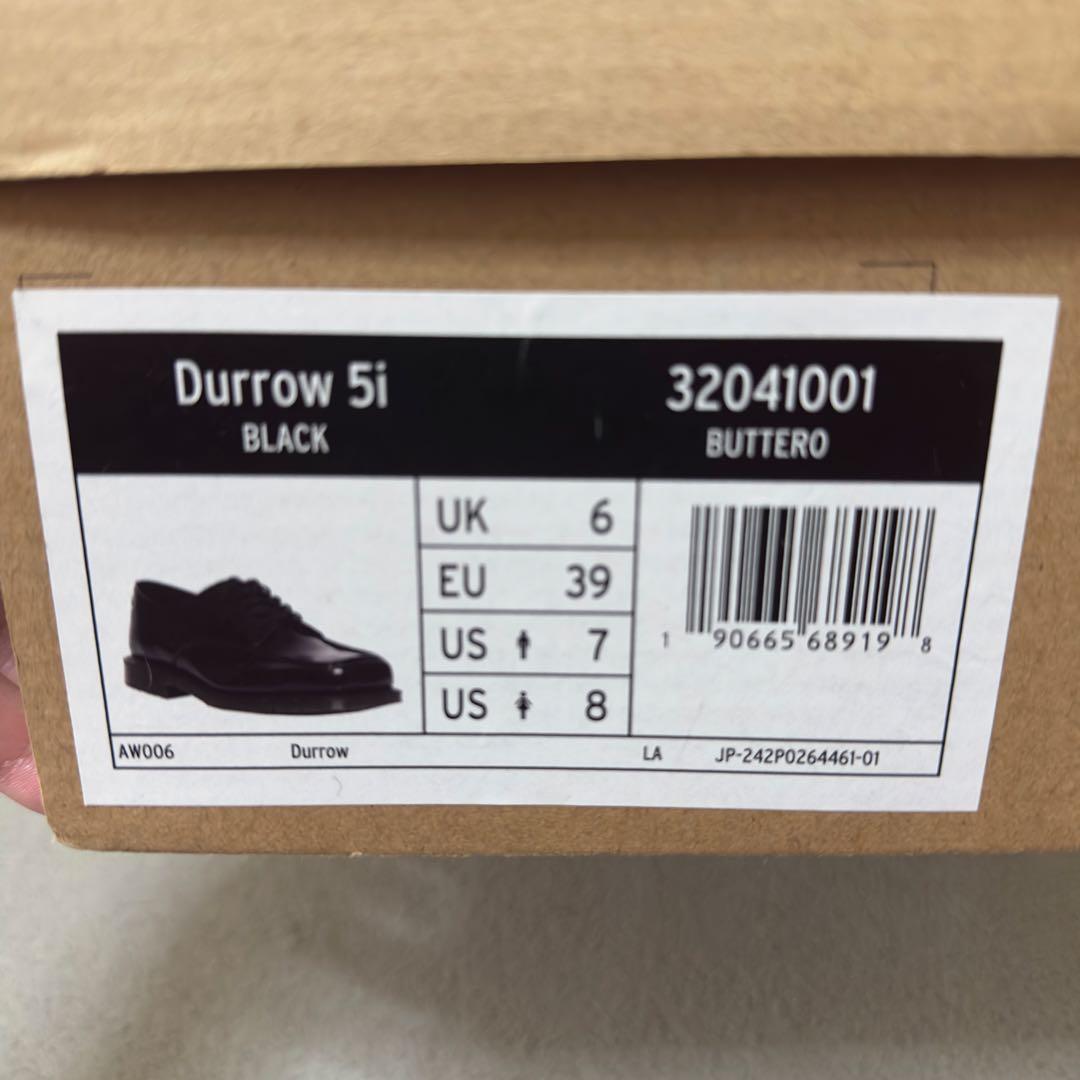 Durrow 5i
BLACK
32041001
BUTTERO
UK 6
EU 39
US 7
US 8
1 90665 68919 8
AW006 Durrow LA JP-242P0264461-01